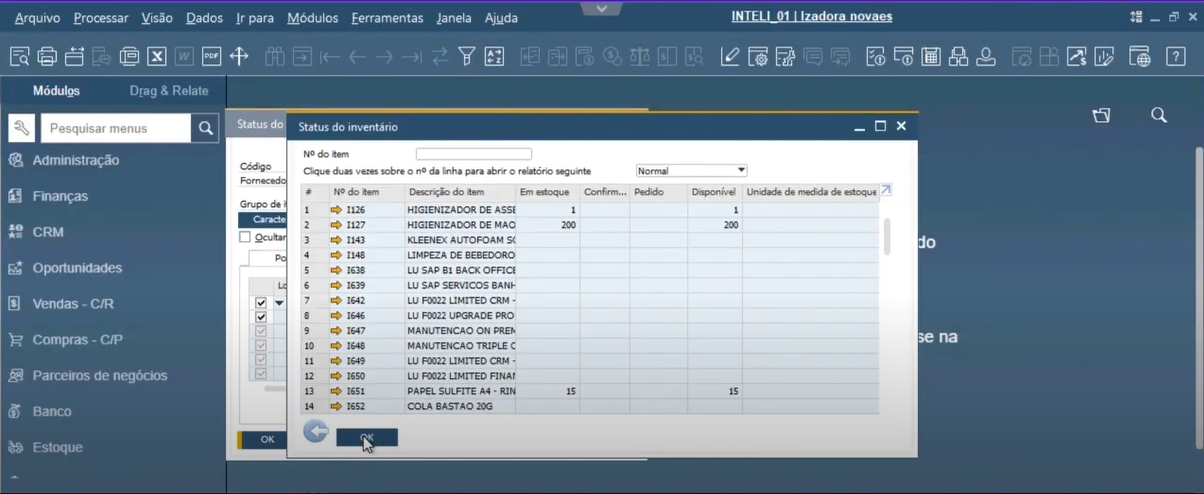 Arquivo Processar Visão Dados Ir para Módulos Ferramentas Janela Ajuda INTELI_01 | Izadora novaes
W PDF A Z $ $ $ $ ?
Módulos Drag & Relate
Pesquisar menus
Administração
Finanças
CRM
Oportunidades
Vendas - C/R
Compras - C/P
Parceiros de negócios
Banco
Estoque
Status do
Código
Fornecedo
Grupo de i
Caracte
Ocultar
Po
Lo
OK
Status do inventário
Nº do item
Clique duas vezes sobre o nº da linha para abrir o relatório seguinte Normal
# Nº do item Descrição do item Em estoque Confirm... Pedido Disponível Unidade de medida de estoque
1 I126 HIGIENIZADOR DE ASSE 1 1
2 I127 HIGIENIZADOR DE MAO 200 200
3 I143 KLEENEX AUTOFOAM SO
4 I148 LIMPEZA DE BEBEDORO
5 I638 LU SAP B1 BACK OFFICE
6 I639 LU SAP SERVICOS BANH
7 I642 LU F0022 LIMITED CRM -
8 I646 LU F0022 UPGRADE PRO
9 I647 MANUTENCAO ON PREM
10 I648 MANUTENCAO TRIPLE C
11 I649 LU F0022 LIMITED CRM -
12 I650 LU F0022 LIMITED FINAN
13 I651 PAPEL SULFITE A4 - RIN 15 15
14 I652 COLA BASTAO 20G
OK
do
se na